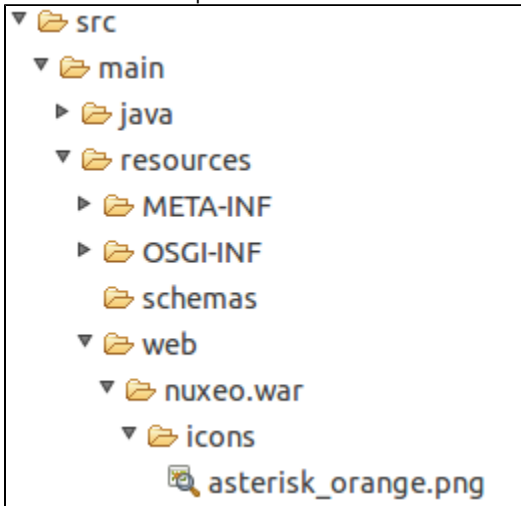 src
main
java
resources
META-INF
OSGI-INF
schemas
web
nuxeo.war
icons
asterisk_orange.png